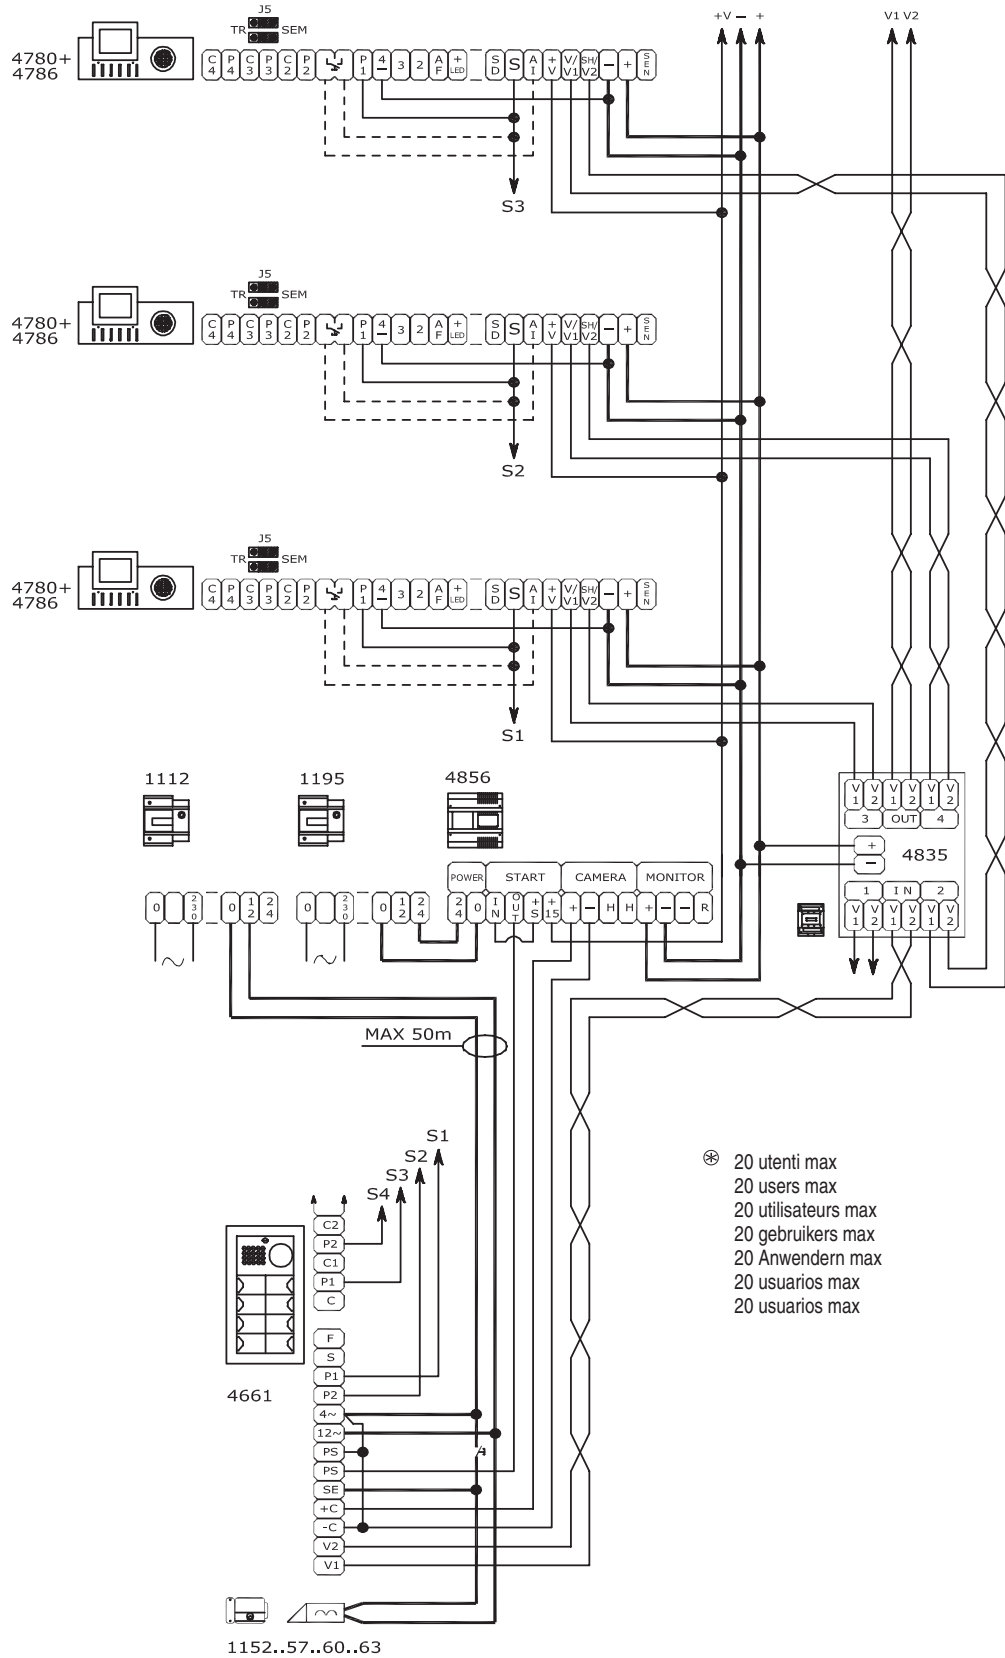 +V − +
V1 V2
J5
TR SEM
4780+
4786
C4 P4 C3 P3 C2 P2 P1 4− 3 2 AF +LED SD S AI +V V/V1 SH/V2 − + SEN
S3
J5
TR SEM
4780+
4786
C4 P4 C3 P3 C2 P2 P1 4− 3 2 AF +LED SD S AI +V V/V1 SH/V2 − + SEN
S2
J5
TR SEM
4780+
4786
C4 P4 C3 P3 C2 P2 P1 4− 3 2 AF +LED SD S AI +V V/V1 SH/V2 − + SEN
S1
1112
1195
4856
V1 V2 V1 V2 V1 V2
3 OUT 4
+
−
4835
1 IN 2
V1 V2 V1 V2 V1 V2
POWER START CAMERA MONITOR
0 230 0 12 24
0 230 0 12 24
24 0 IN OUT +S +15 + − H H + − − R
MAX 50m
S1
S2
S3
S4
C2
P2
C1
P1
C
F
S
P1
P2
4~
12~
PS
PS
SE
+C
-C
V2
V1
4661
20 utenti max
20 users max
20 utilisateurs max
20 gebruikers max
20 Anwendern max
20 usuarios max
20 usuarios max
1152..57..60..63